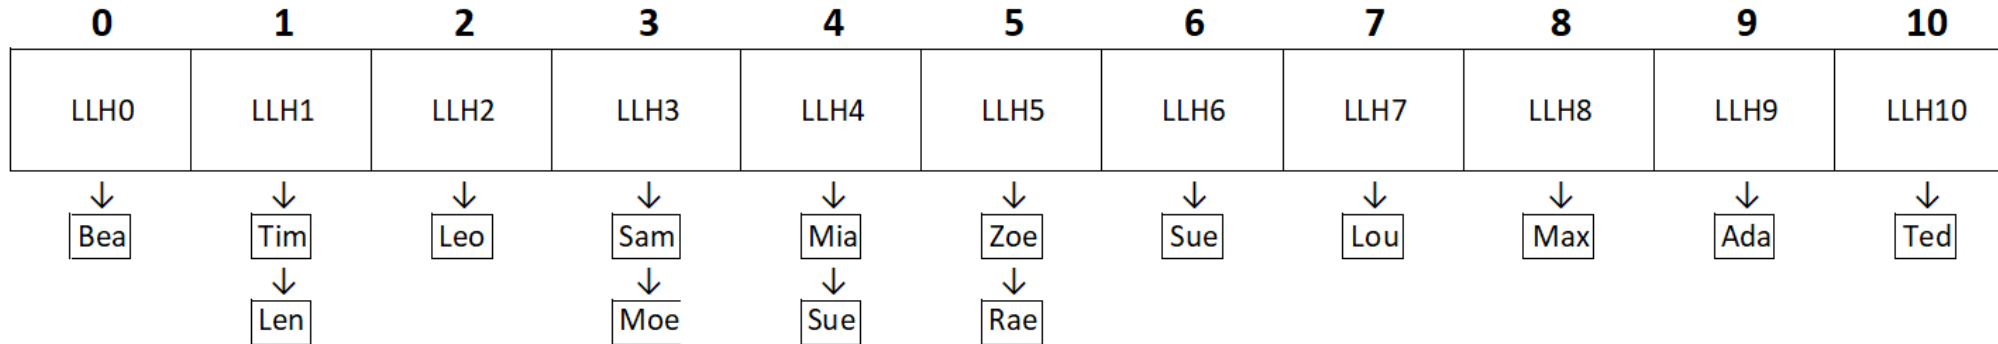 0 1 2 3 4 5 6 7 8 9 10
LLH0 LLH1 LLH2 LLH3 LLH4 LLH5 LLH6 LLH7 LLH8 LLH9 LLH10
↓ ↓ ↓ ↓ ↓ ↓ ↓ ↓ ↓ ↓ ↓
Bea Tim Leo Sam Mia Zoe Sue Lou Max Ada Ted
↓ ↓ ↓ ↓
Len Moe Sue Rae